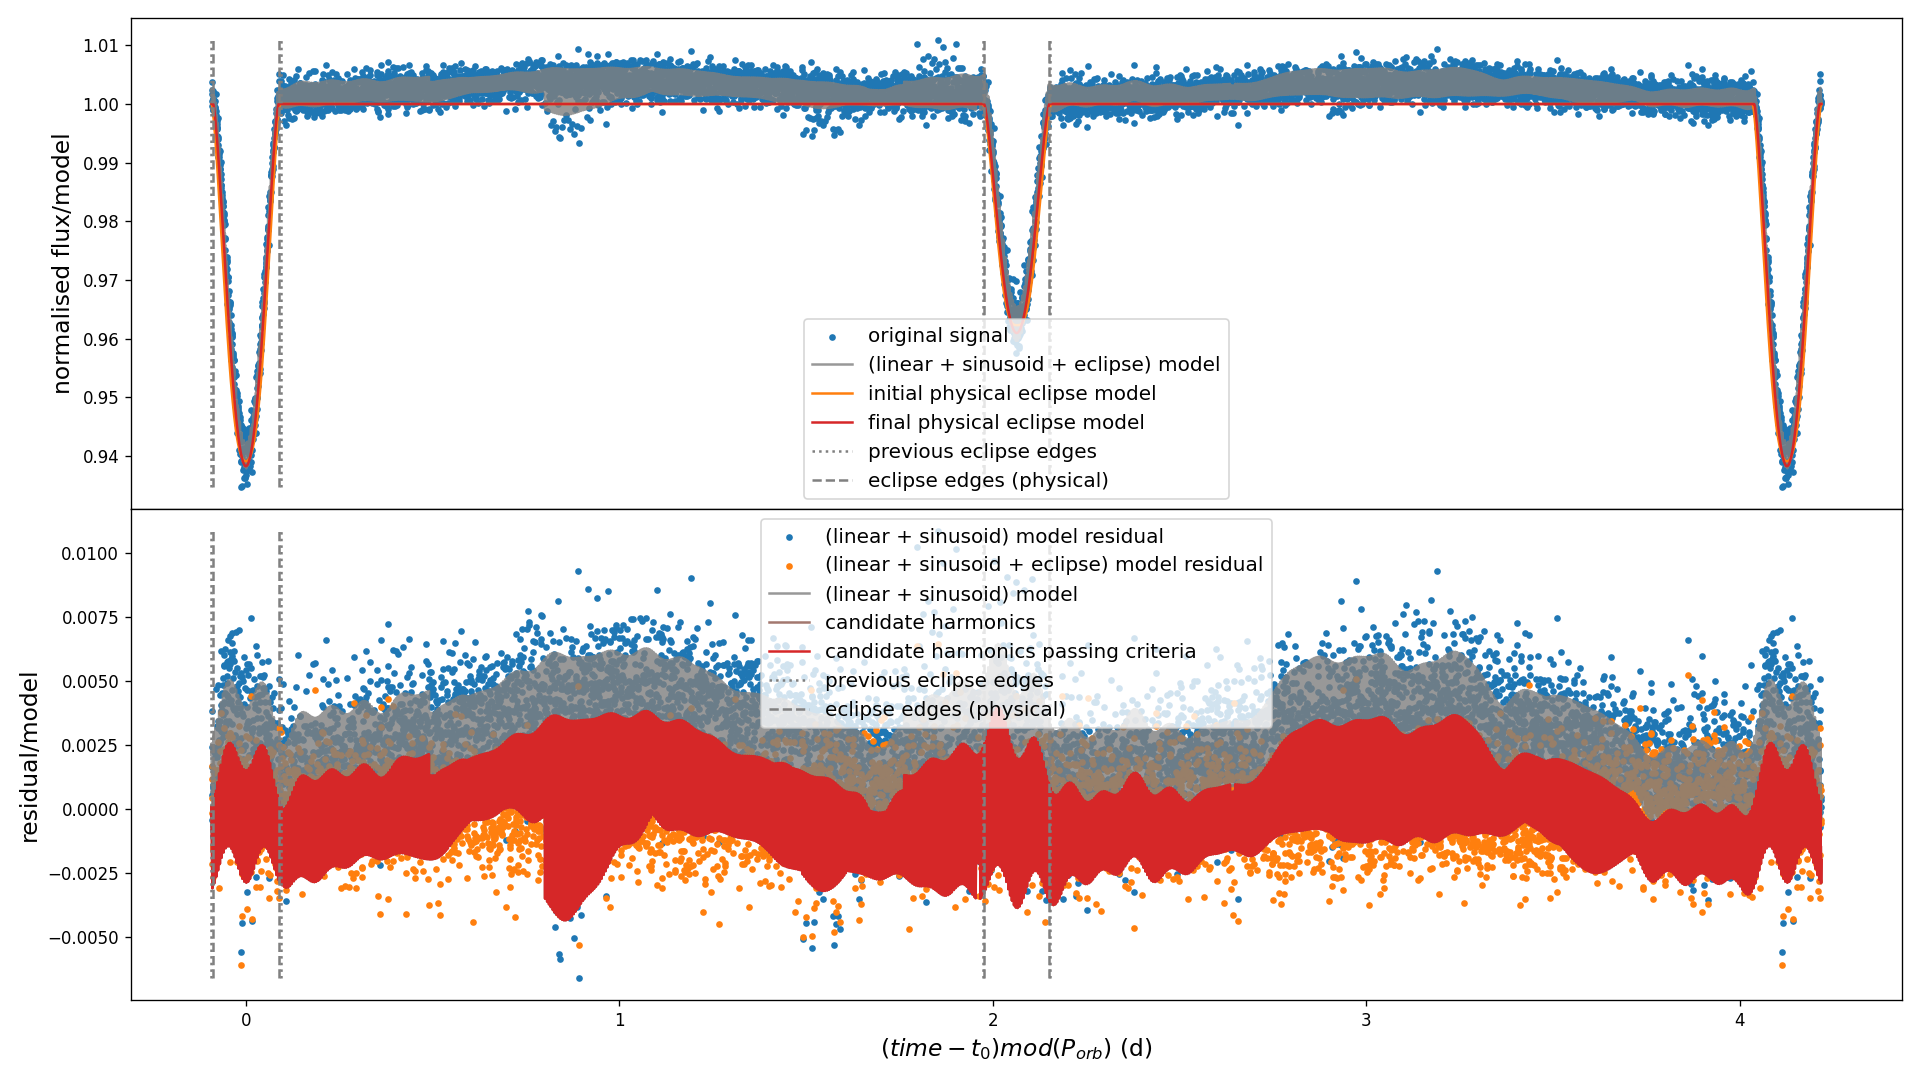 1.01
1.00
0.99
0.98
0.97
0.96
0.95
0.94
normalised flux/model
original signal
(linear + sinusoid + eclipse) model
initial physical eclipse model
final physical eclipse model
previous eclipse edges
eclipse edges (physical)
0.0100
0.0075
0.0050
0.0025
0.0000
−0.0025
−0.0050
residual/model
(linear + sinusoid) model residual
(linear + sinusoid + eclipse) model residual
(linear + sinusoid) model
candidate harmonics
candidate harmonics passing criteria
previous eclipse edges
eclipse edges (physical)
0 1 2 3 4
(time − t₀)mod(Pₒᵣb) (d)